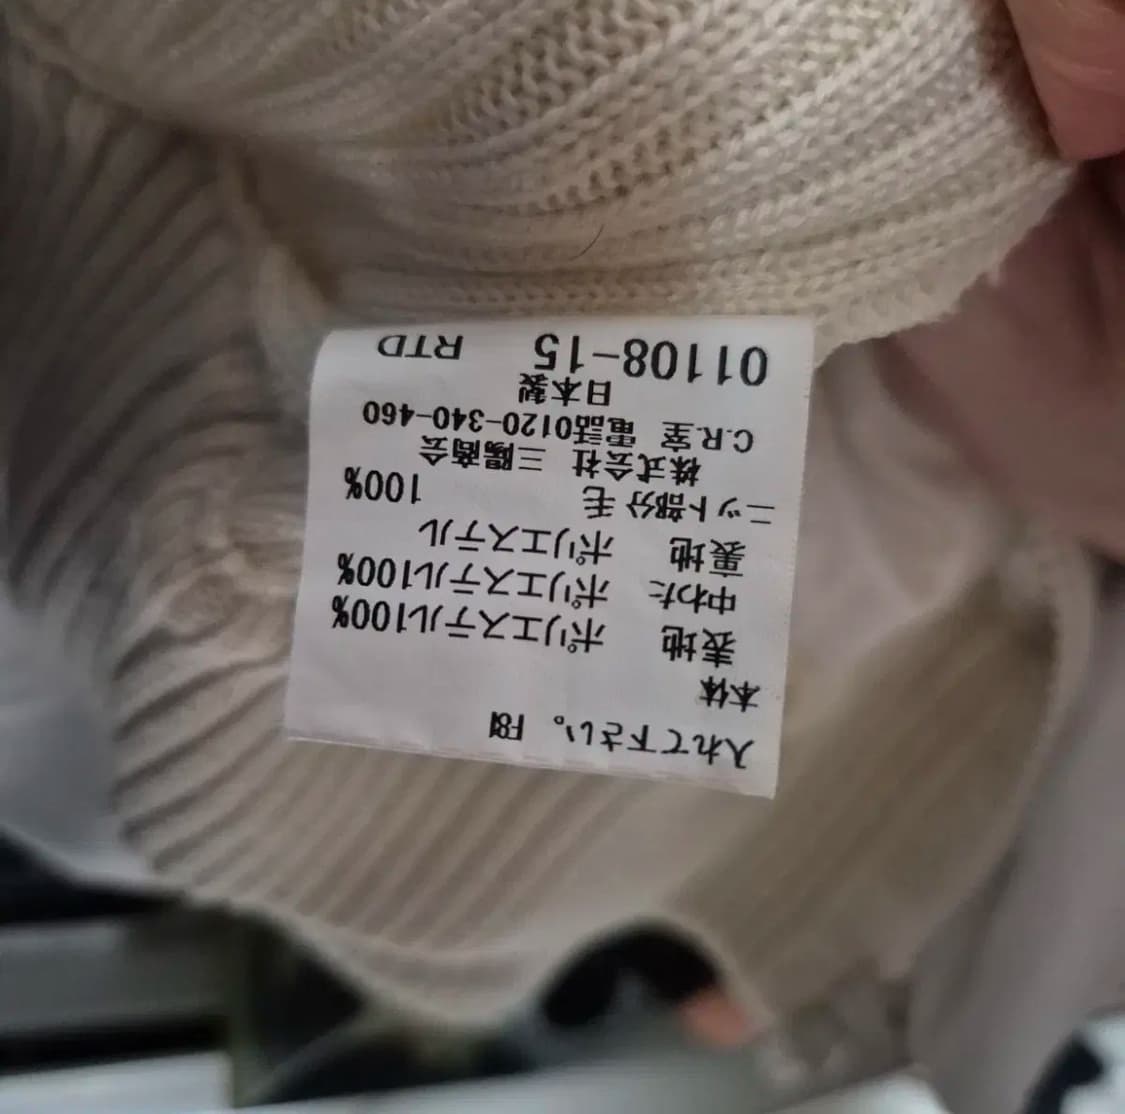 入れて下さい。
本体
表地 ポリエステル100%
中わた ポリエステル100%
裏地 ポリエステル
ニット部分 毛 100%
株式会社 三陽商会
C.R.室 電話0120-340-460
日本製
01108-15 RTD